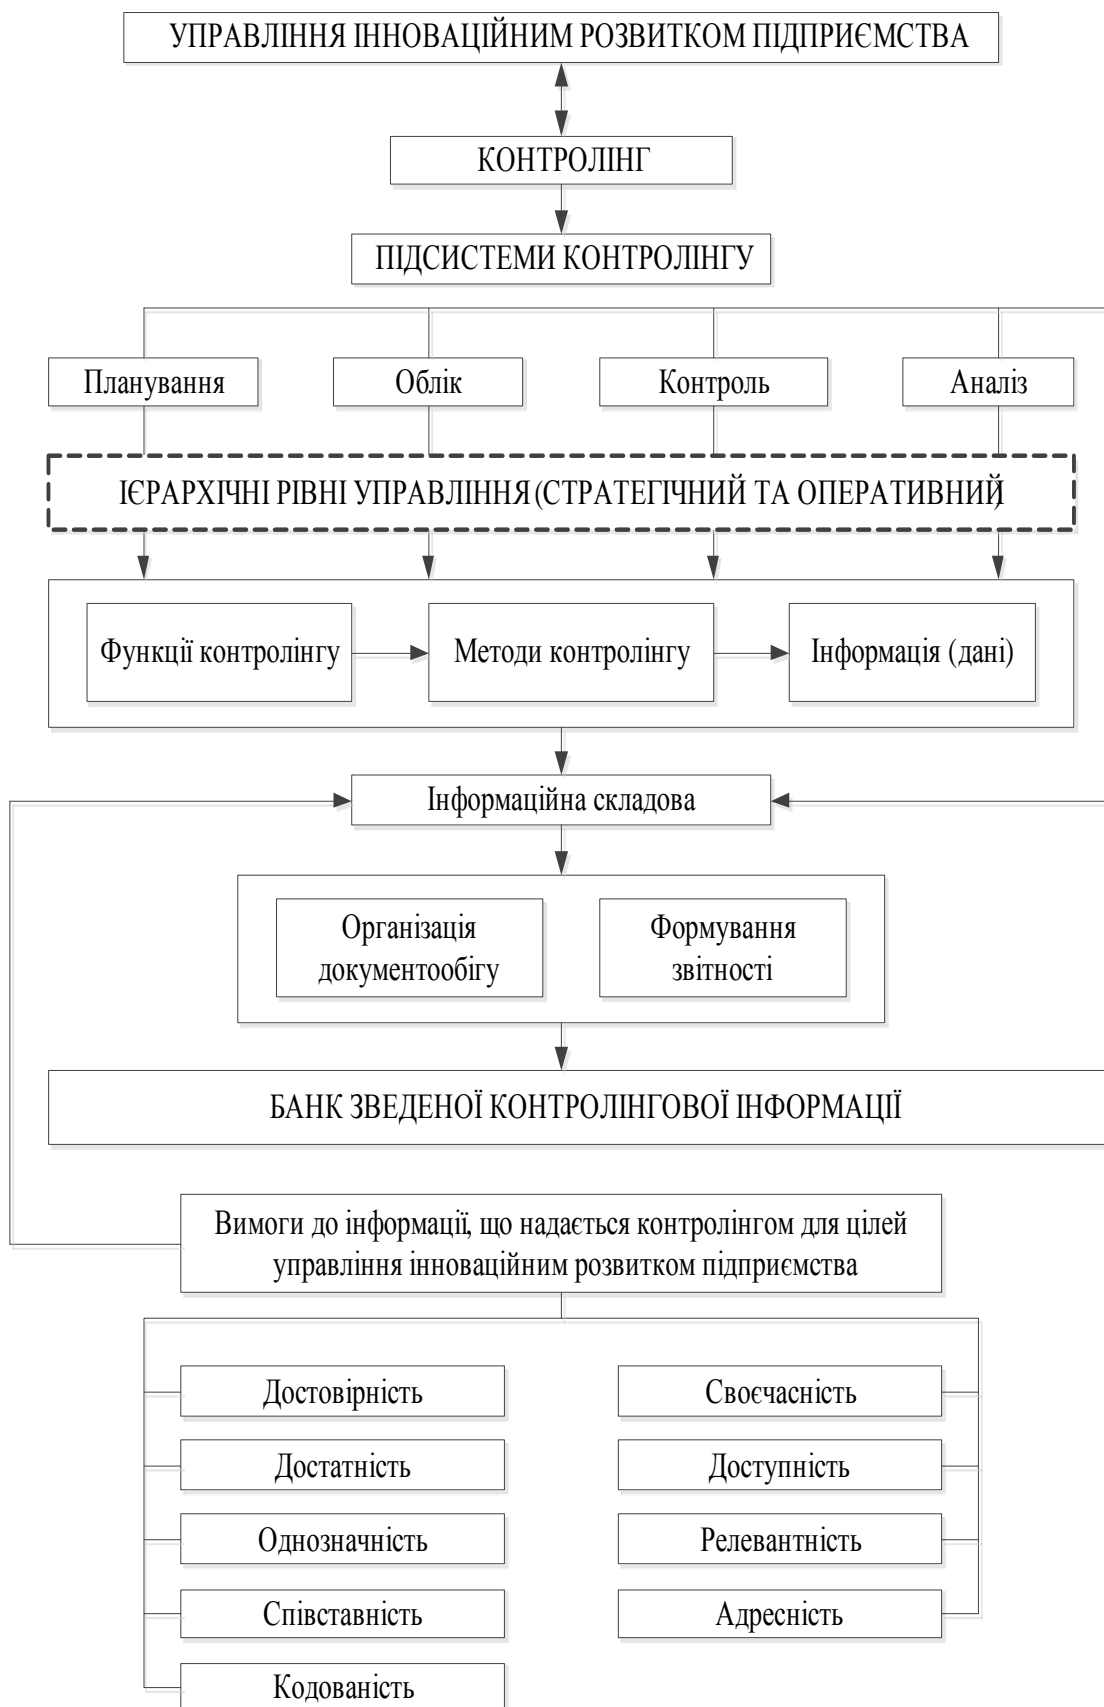 УПРАВЛІННЯ ІННОВАЦІЙНИМ РОЗВИТКОМ ПІДПРИЄМСТВА
КОНТРОЛІНГ
ПІДСИСТЕМИ КОНТРОЛІНГУ
Планування
Облік
Контроль
Аналіз
ІЄРАРХІЧНІ РІВНІ УПРАВЛІННЯ (СТРАТЕГІЧНИЙ ТА ОПЕРАТИВНИЙ)
Функції контролінгу
Методи контролінгу
Інформація (дані)
Інформаційна складова
Організація
документообігу
Формування
звітності
БАНК ЗВЕДЕНОЇ КОНТРОЛІНГОВОЇ ІНФОРМАЦІЇ
Вимоги до інформації, що надається контролінгом для цілей
управління інноваційним розвитком підприємства
Достовірність
Своєчасність
Достатність
Доступність
Однозначність
Релевантність
Співставність
Адресність
Кодованість